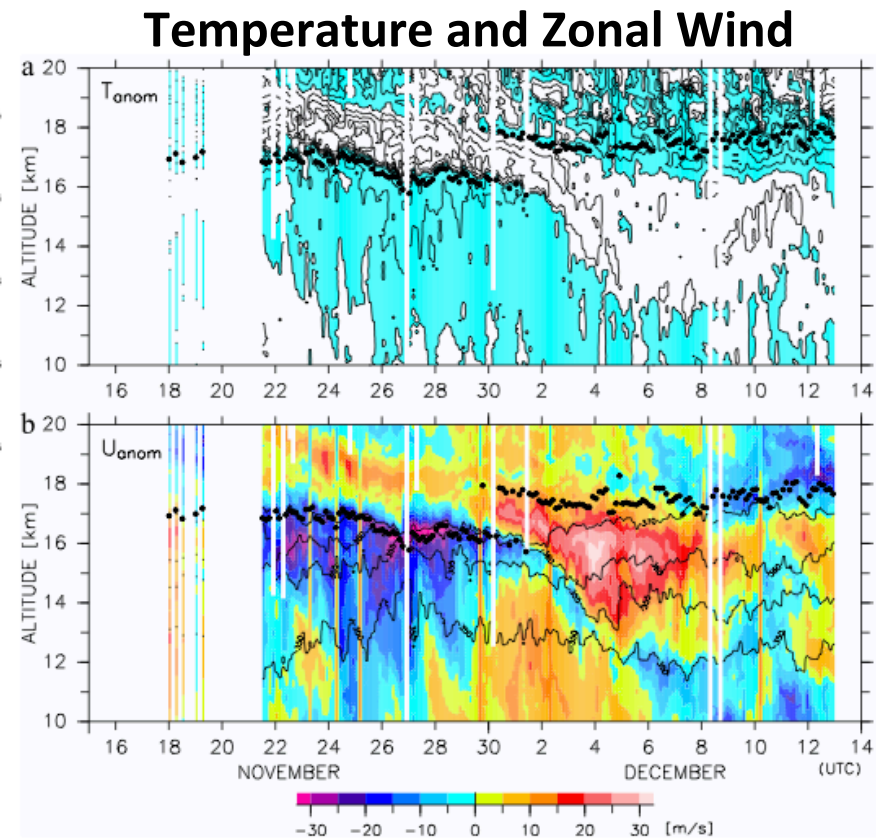 Temperature and Zonal Wind
a
Tanom
ALTITUDE [km]
20
18
16
14
12
10
16 18 20 22 24 26 28 30 2 4 6 8 10 12 14
b
Uanom
ALTITUDE [km]
20
18
16
14
12
10
16 18 20 22 24 26 28 30 2 4 6 8 10 12 14
NOVEMBER DECEMBER (UTC)
-30 -20 -10 0 10 20 30 [m/s]